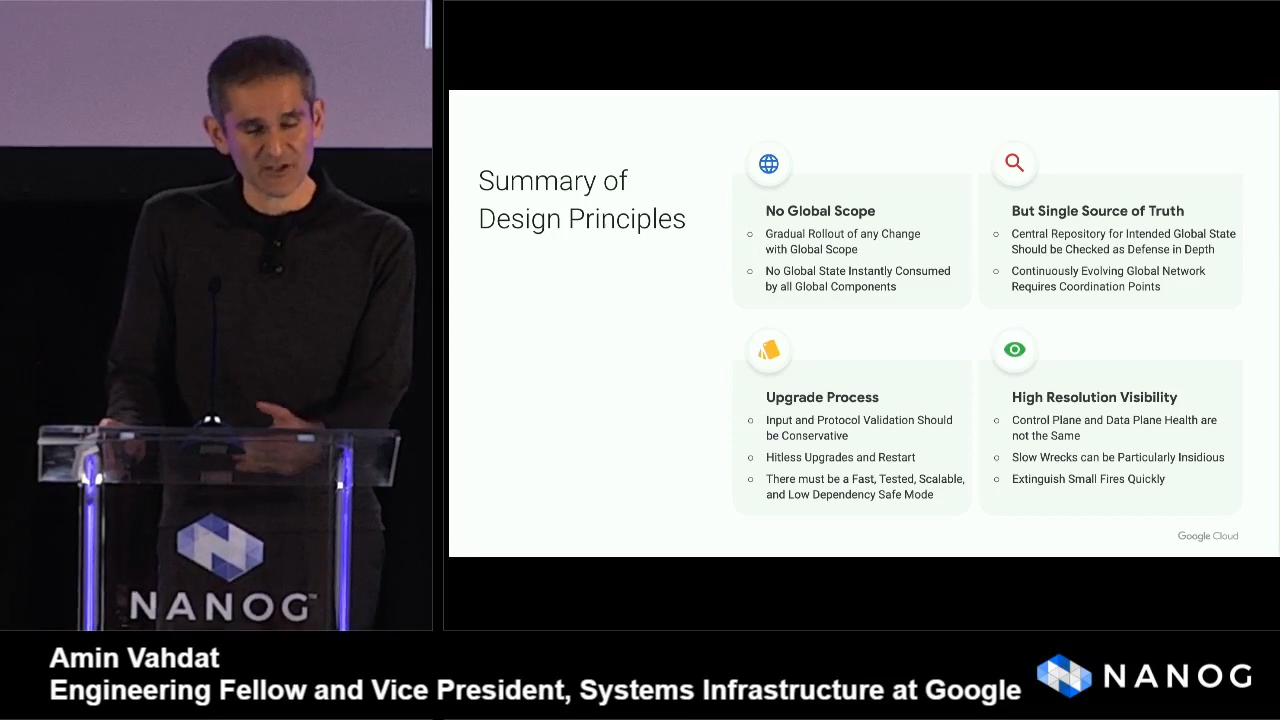 Summary of
Design Principles
No Global Scope
○ Gradual Rollout of any Change
with Global Scope
○ No Global State Instantly Consumed
by all Global Components
But Single Source of Truth
○ Central Repository for Intended Global State
Should be Checked as Defense in Depth
○ Continuously Evolving Global Network
Requires Coordination Points
Upgrade Process
○ Input and Protocol Validation Should
be Conservative
○ Hitless Upgrades and Restart
○ There must be a Fast, Tested, Scalable,
and Low Dependency Safe Mode
High Resolution Visibility
○ Control Plane and Data Plane Health are
not the Same
○ Slow Wrecks can be Particularly Insidious
○ Extinguish Small Fires Quickly
Google Cloud
NANOG™
Amin Vahdat
Engineering Fellow and Vice President, Systems Infrastructure at Google
NANOG